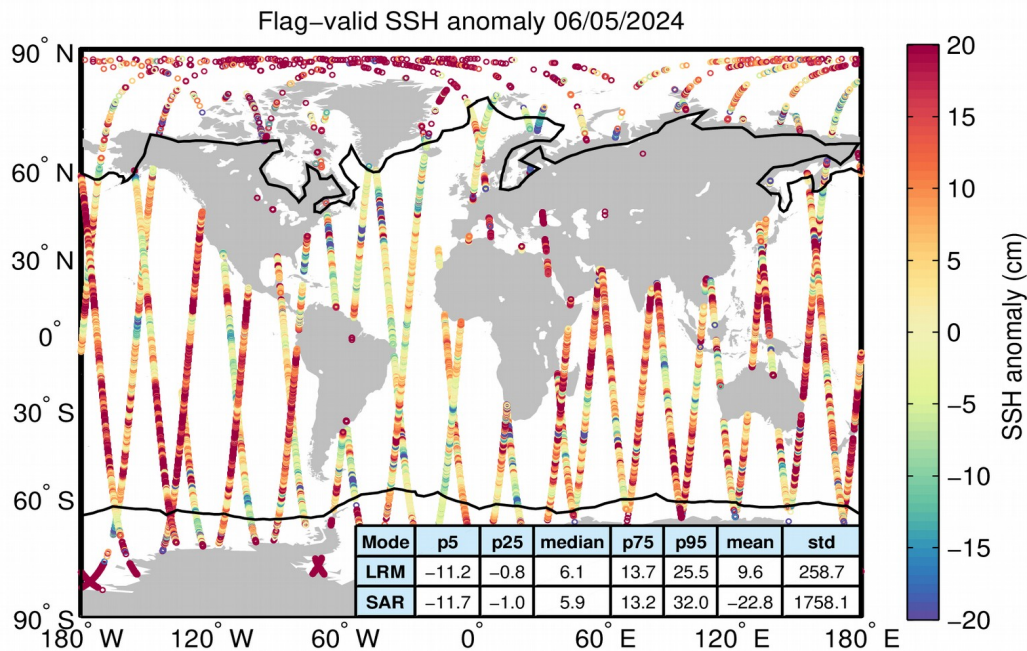 Flag−valid SSH anomaly 06/05/2024
90° N
60° N
30° N
0°
30° S
60° S
90° S
180° W
120° W
60° W
0°
60° E
120° E
180° E
Mode p5 p25 median p75 p95 mean std
LRM −11.2 −0.8 6.1 13.7 25.5 9.6 258.7
SAR −11.7 −1.0 5.9 13.2 32.0 −22.8 1758.1
20
15
10
5
0
−5
−10
−15
−20
SSH anomaly (cm)